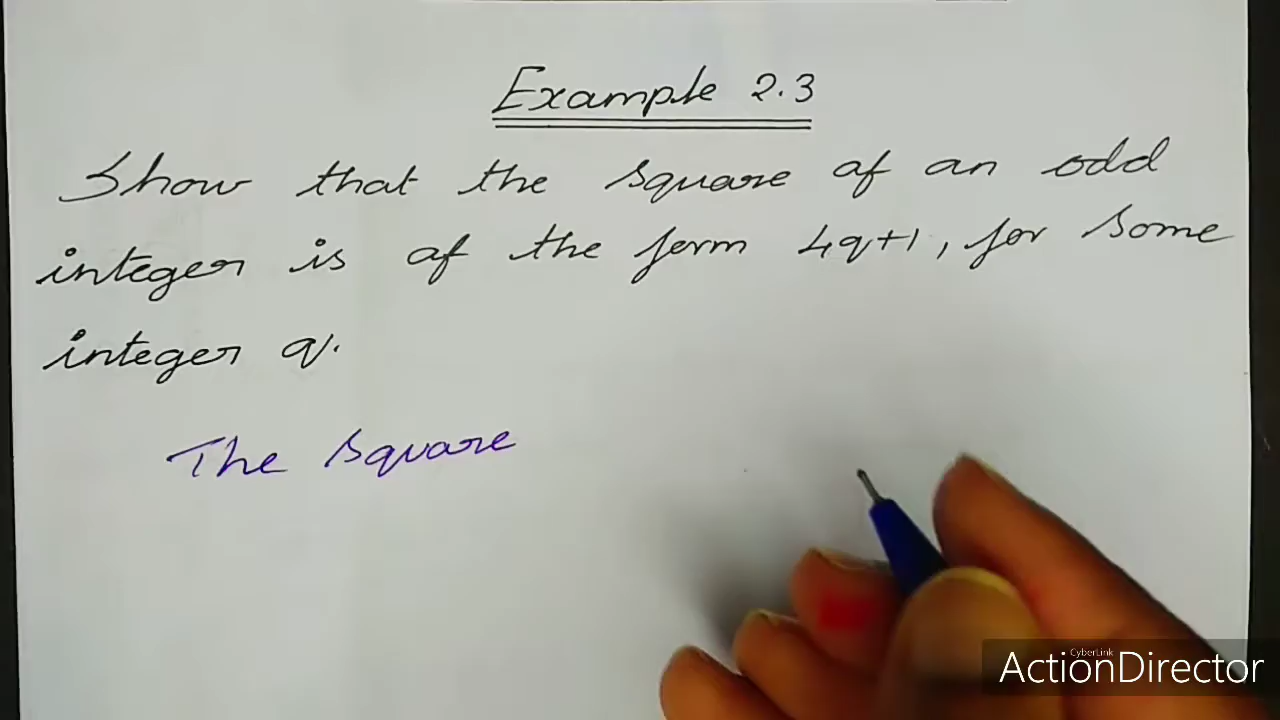 Example 2.3
Show that the square of an odd
integer is of the form 4q+1, for some
integer q.
The square
CyberLink
ActionDirector